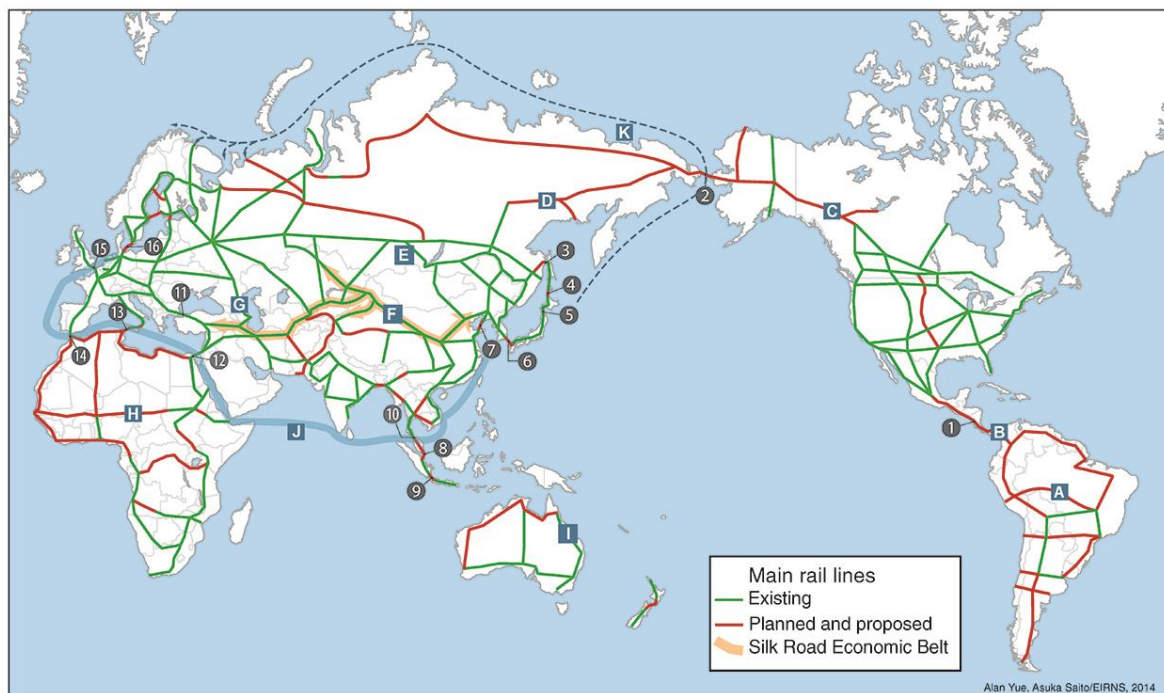 K
2
D
C
3
15
16
E
4
11
G
F
5
13
7
6
14
12
H
10
J
1
B
8
9
A
I
Main rail lines
Existing
Planned and proposed
Silk Road Economic Belt
Alan Yue, Asuka Saito/EIRNS, 2014